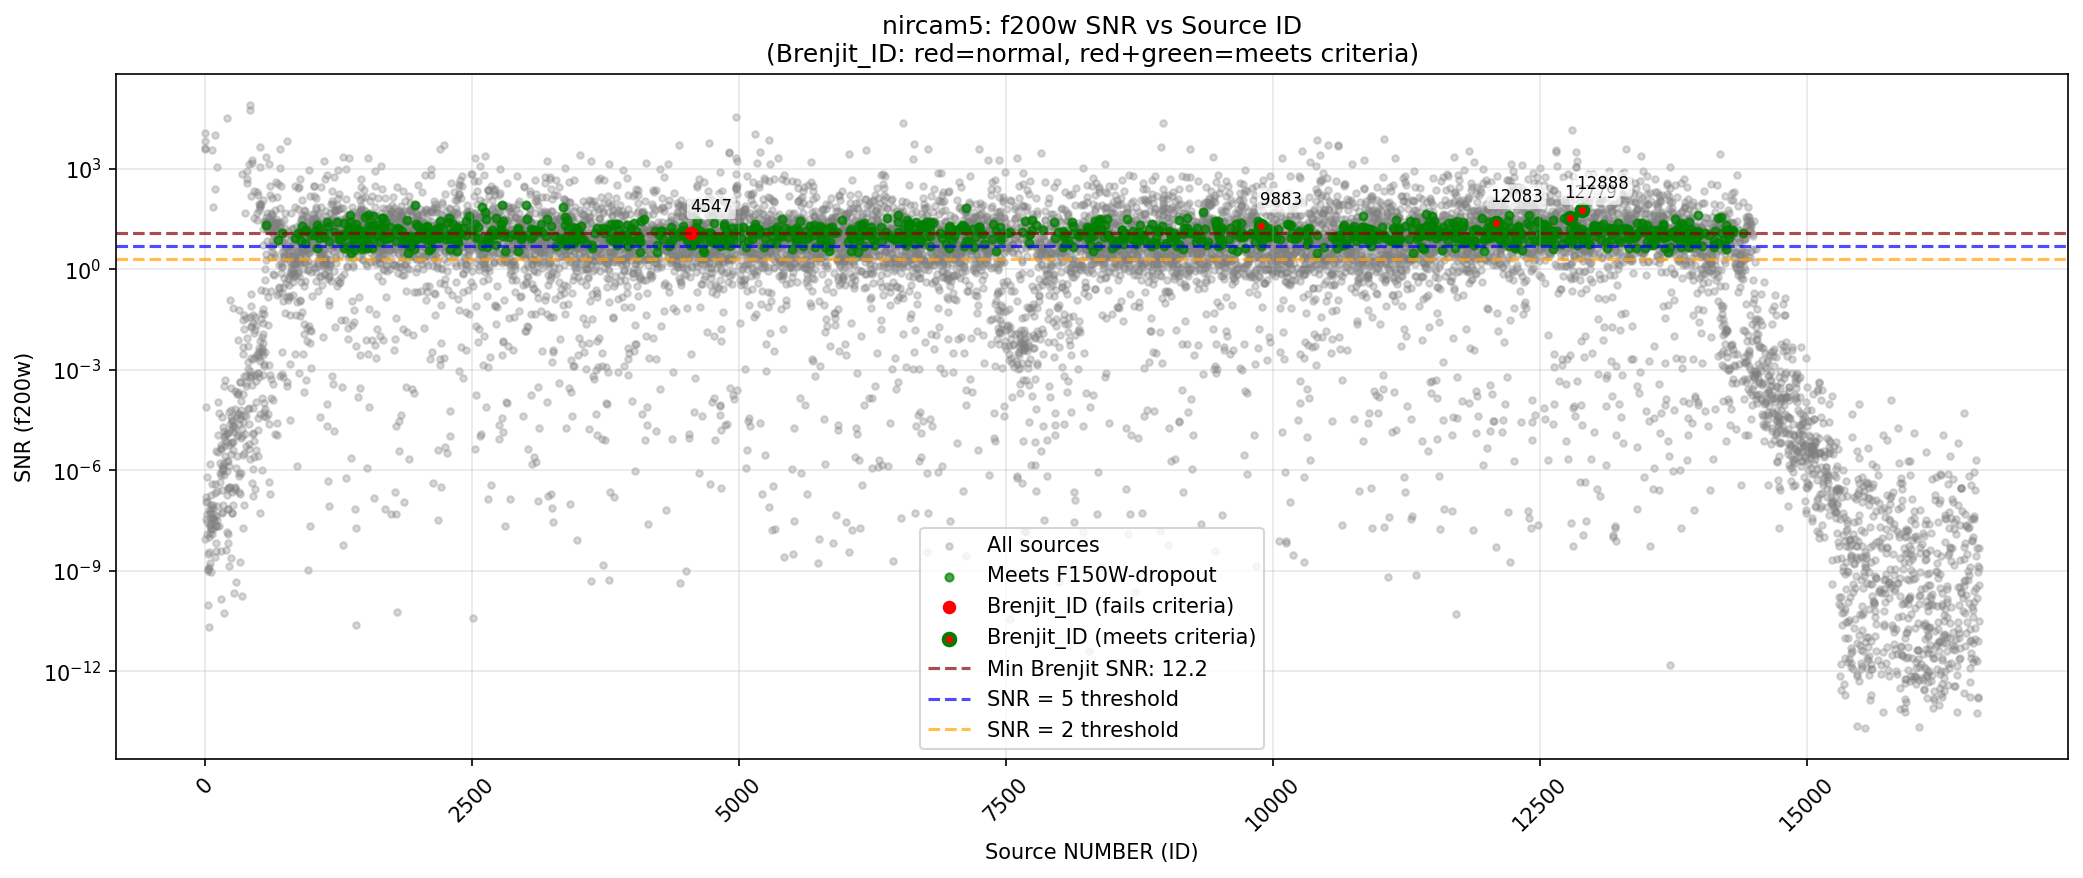 nircam5: f200w SNR vs Source ID
(Brenjit_ID: red=normal, red+green=meets criteria)
SNR (f200w)
10^3
10^0
10^-3
10^-6
10^-9
10^-12
4547
9883
12083
12779
12888
All sources
Meets F150W-dropout
Brenjit_ID (fails criteria)
Brenjit_ID (meets criteria)
Min Brenjit SNR: 12.2
SNR = 5 threshold
SNR = 2 threshold
0
2500
5000
7500
10000
12500
15000
Source NUMBER (ID)